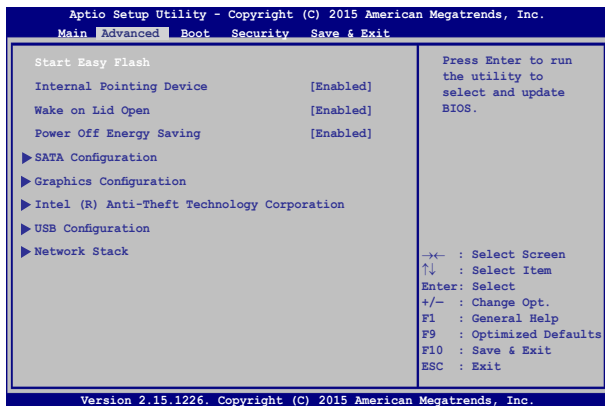 Aptio Setup Utility - Copyright (C) 2015 American Megatrends, Inc.
Main Advanced Boot Security Save & Exit
Start Easy Flash
Internal Pointing Device [Enabled]
Wake on Lid Open [Enabled]
Power Off Energy Saving [Enabled]
SATA Configuration
Graphics Configuration
Intel (R) Anti-Theft Technology Corporation
USB Configuration
Network Stack
Press Enter to run
the utility to
select and update
BIOS.
→← : Select Screen
↑↓ : Select Item
Enter: Select
+/— : Change Opt.
F1 : General Help
F9 : Optimized Defaults
F10 : Save & Exit
ESC : Exit
Version 2.15.1226. Copyright (C) 2015 American Megatrends, Inc.